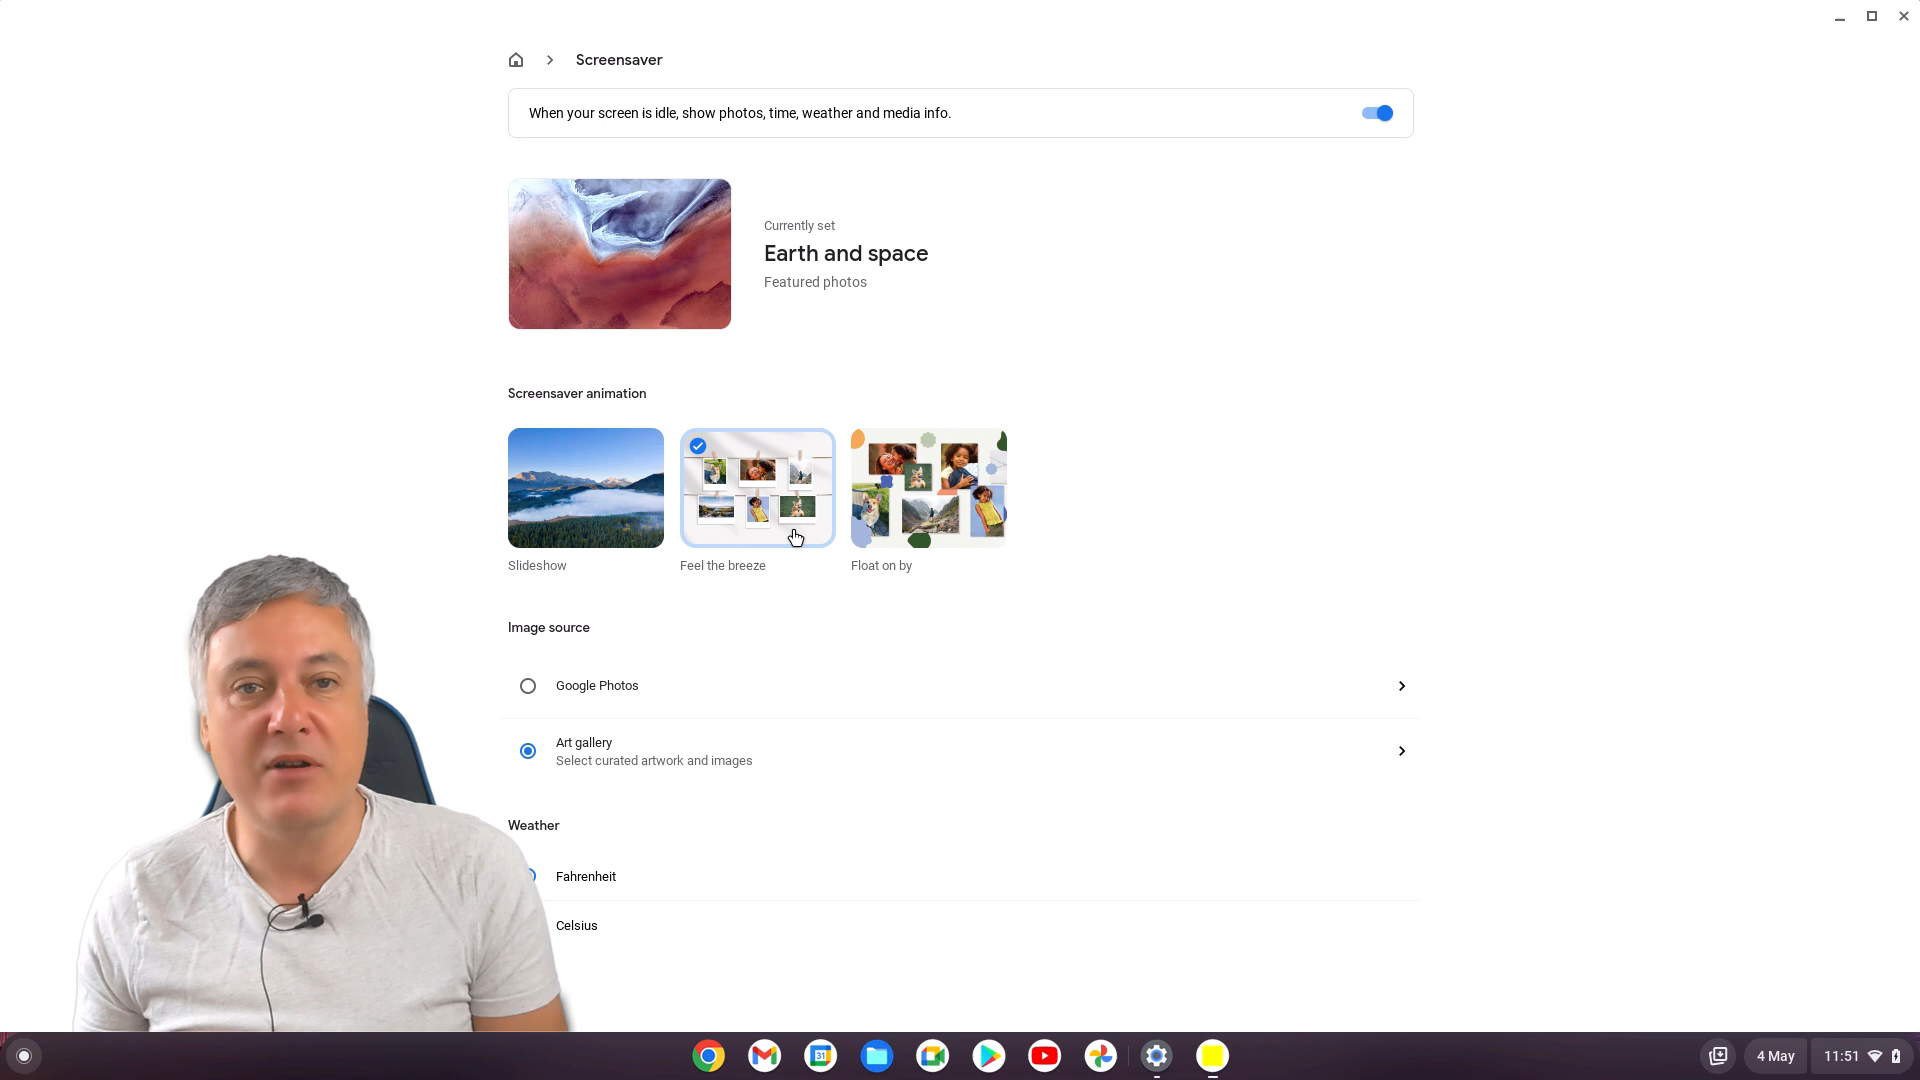 Screensaver
When your screen is idle, show photos, time, weather and media info.
Currently set
Earth and space
Featured photos
Screensaver animation
Slideshow
Feel the breeze
Float on by
Image source
Google Photos
Art gallery
Select curated artwork and images
Weather
Fahrenheit
Celsius
31
4 May
11:51